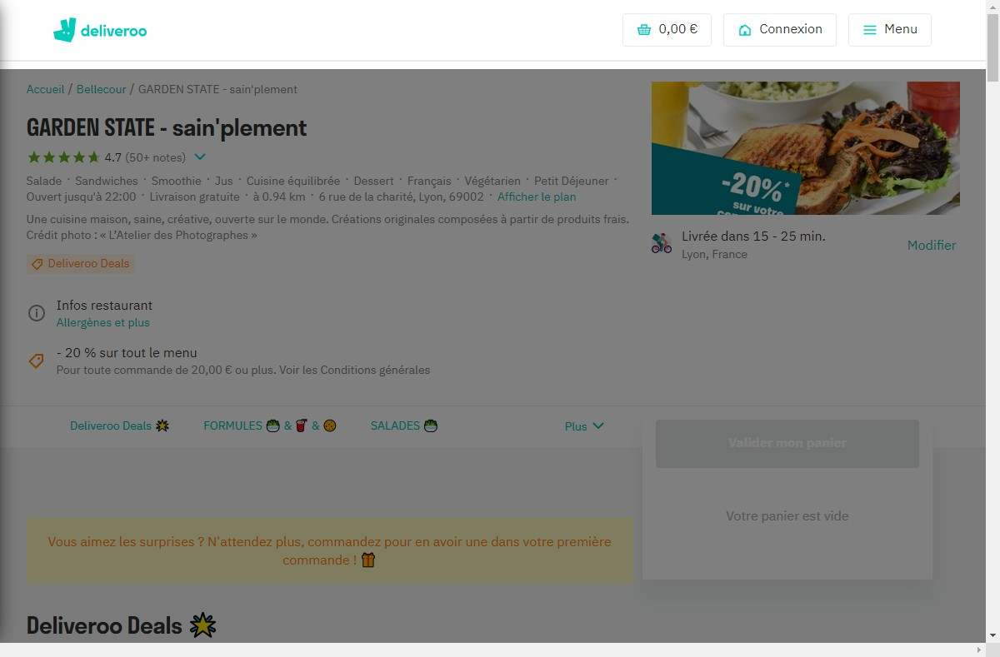 deliveroo
0,00 €
Connexion
Menu
Accueil / Bellecour / GARDEN STATE - sain'plement
GARDEN STATE - sain'plement
4.7 (50+ notes)
Salade · Sandwiches · Smoothie · Jus · Cuisine équilibrée · Dessert · Français · Végétarien · Petit Déjeuner ·
Ouvert jusqu'à 22:00 · Livraison gratuite · à 0.94 km · 6 rue de la charité, Lyon, 69002 · Afficher le plan
Une cuisine maison, saine, créative, ouverte sur le monde. Créations originales composées à partir de produits frais.
Crédit photo : « L’Atelier des Photographes »
Deliveroo Deals
-20%*
sur votre
Livrée dans 15 - 25 min.
Lyon, France
Modifier
Infos restaurant
Allergènes et plus
- 20 % sur tout le menu
Pour toute commande de 20,00 € ou plus. Voir les Conditions générales
Deliveroo Deals 🌟
FORMULES 🥗 & 🥤 & 🍪
SALADES 🥗
Plus
Valider mon panier
Votre panier est vide
Vous aimez les surprises ? N'attendez plus, commandez pour en avoir une dans votre première
commande ! 🎁
Deliveroo Deals 🌟